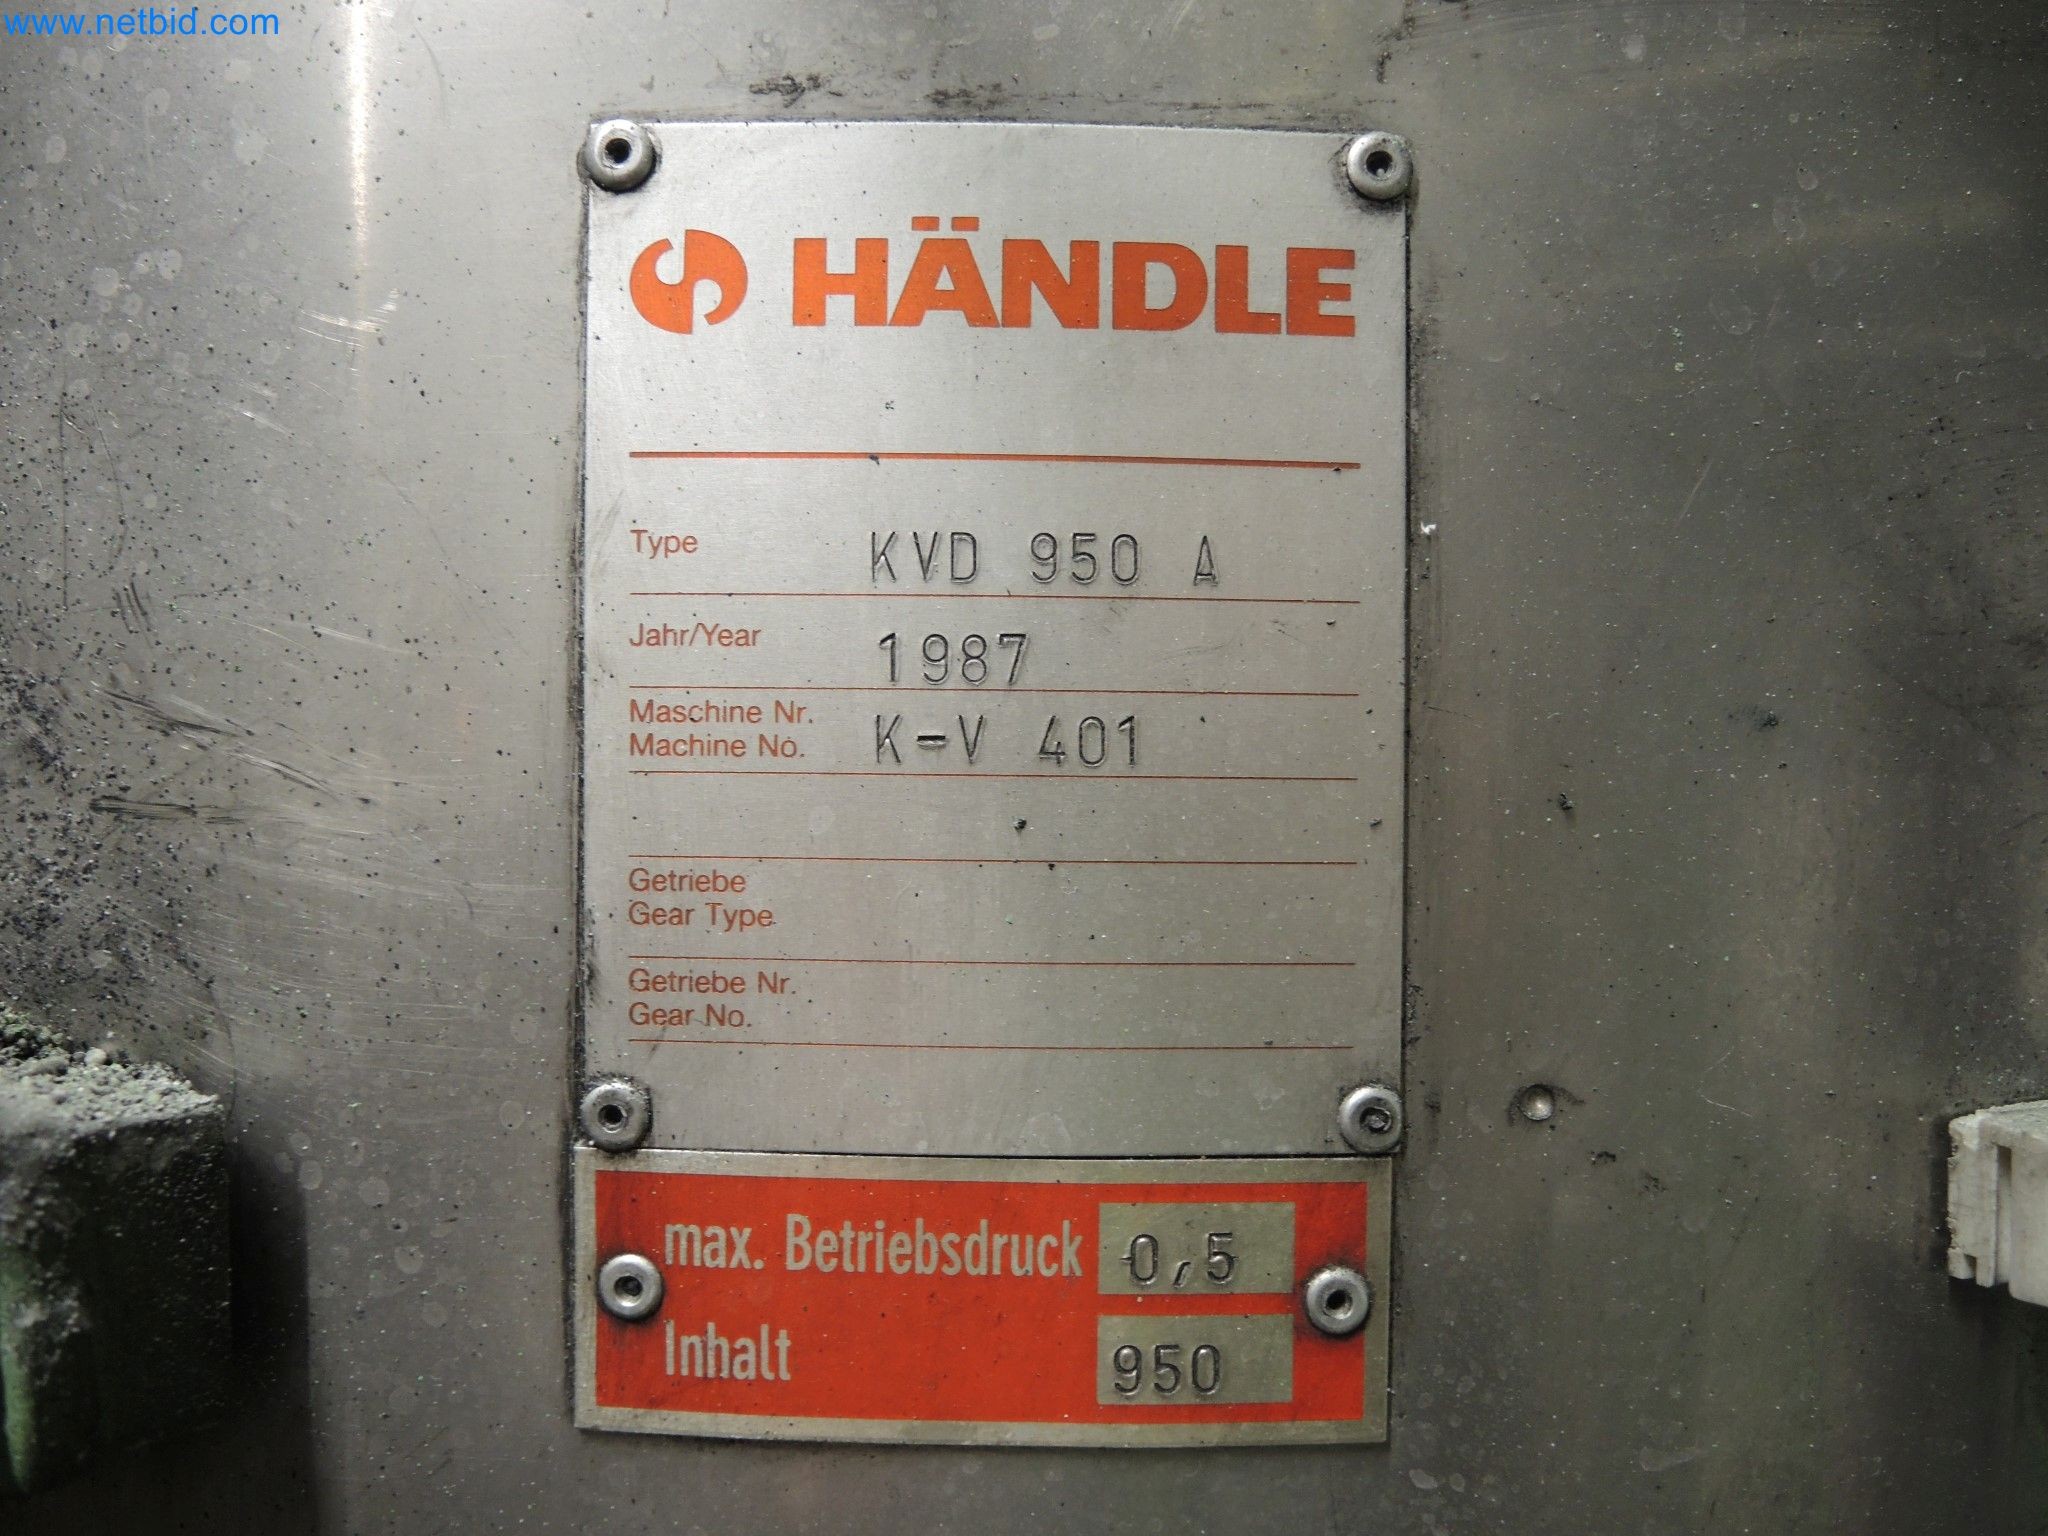 www.netbid.com
HÄNDLE
Type KVD 950 A
Jahr/Year 1987
Maschine Nr.
Machine No. K-V 401
Getriebe
Gear Type
Getriebe Nr.
Gear No.
max. Betriebsdruck 0,5
Inhalt 950